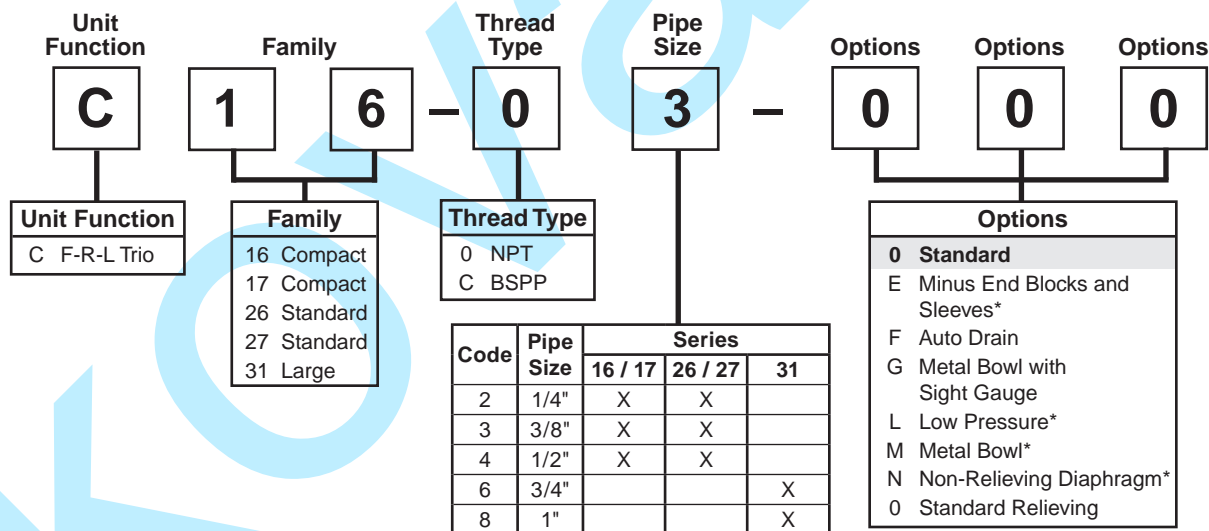 Unit Function
Family
Thread Type
Pipe Size
Options
Options
Options
C 1 6 – 0 3 – 0 0 0
Unit Function
C F-R-L Trio
Family
16 Compact
17 Compact
26 Standard
27 Standard
31 Large
Thread Type
0 NPT
C BSPP
Code Pipe Size Series
16 / 17 26 / 27 31
2 1/4" X X
3 3/8" X X
4 1/2" X X
6 3/4" X
8 1" X
Options
0 Standard
E Minus End Blocks and
Sleeves*
F Auto Drain
G Metal Bowl with
Sight Gauge
L Low Pressure*
M Metal Bowl*
N Non-Relieving Diaphragm*
0 Standard Relieving